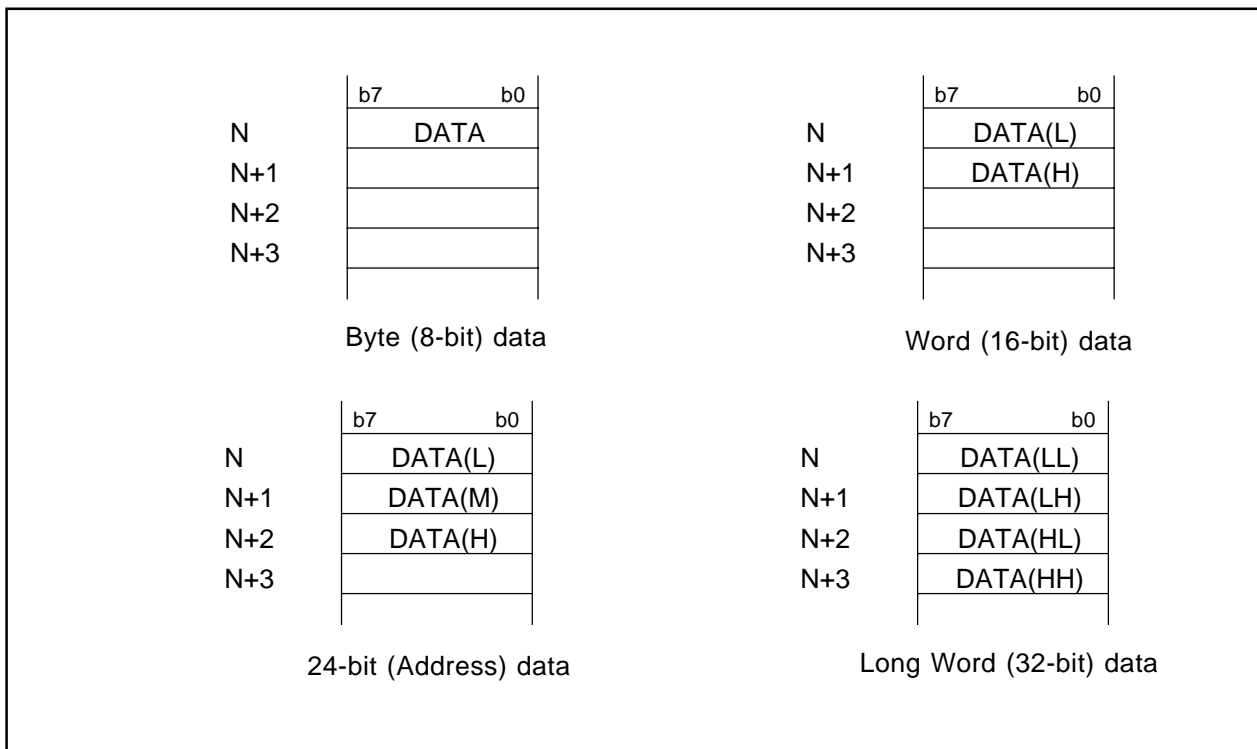 b7 b0
N DATA
N+1
N+2
N+3
Byte (8-bit) data
b7 b0
N DATA(L)
N+1 DATA(H)
N+2
N+3
Word (16-bit) data
b7 b0
N DATA(L)
N+1 DATA(M)
N+2 DATA(H)
N+3
24-bit (Address) data
b7 b0
N DATA(LL)
N+1 DATA(LH)
N+2 DATA(HL)
N+3 DATA(HH)
Long Word (32-bit) data